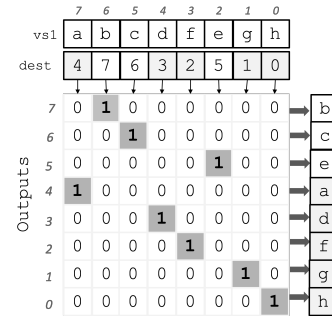 7 6 5 4 3 2 1 0
vs1 a b c d f e g h
dest 4 7 6 3 2 5 1 0
Outputs
7 0 1 0 0 0 0 0 0 b
6 0 0 1 0 0 0 0 0 c
5 0 0 0 0 0 1 0 0 e
4 1 0 0 0 0 0 0 0 a
3 0 0 0 1 0 0 0 0 d
2 0 0 0 0 1 0 0 0 f
1 0 0 0 0 0 0 1 0 g
0 0 0 0 0 0 0 0 1 h